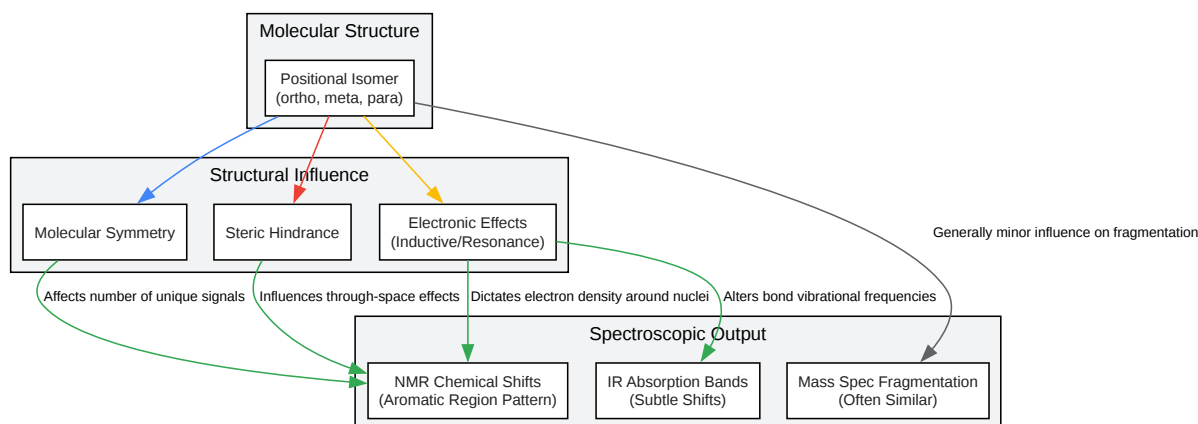 Molecular Structure
Positional Isomer
(ortho, meta, para)
Structural Influence
Molecular Symmetry
Steric Hindrance
Electronic Effects
(Inductive/Resonance)
Generally minor influence on fragmentation
Affects number of unique signals
Influences through-space effects
Dictates electron density around nuclei
Alters bond vibrational frequencies
Spectroscopic Output
NMR Chemical Shifts
(Aromatic Region Pattern)
IR Absorption Bands
(Subtle Shifts)
Mass Spec Fragmentation
(Often Similar)